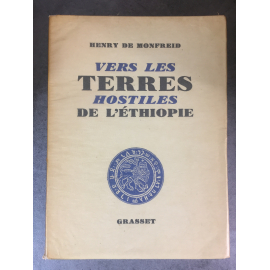 HENRY DE MONFREID
VERS LES
TERRES
HOSTILES
DE L'ÉTHIOPIE
GRASSET